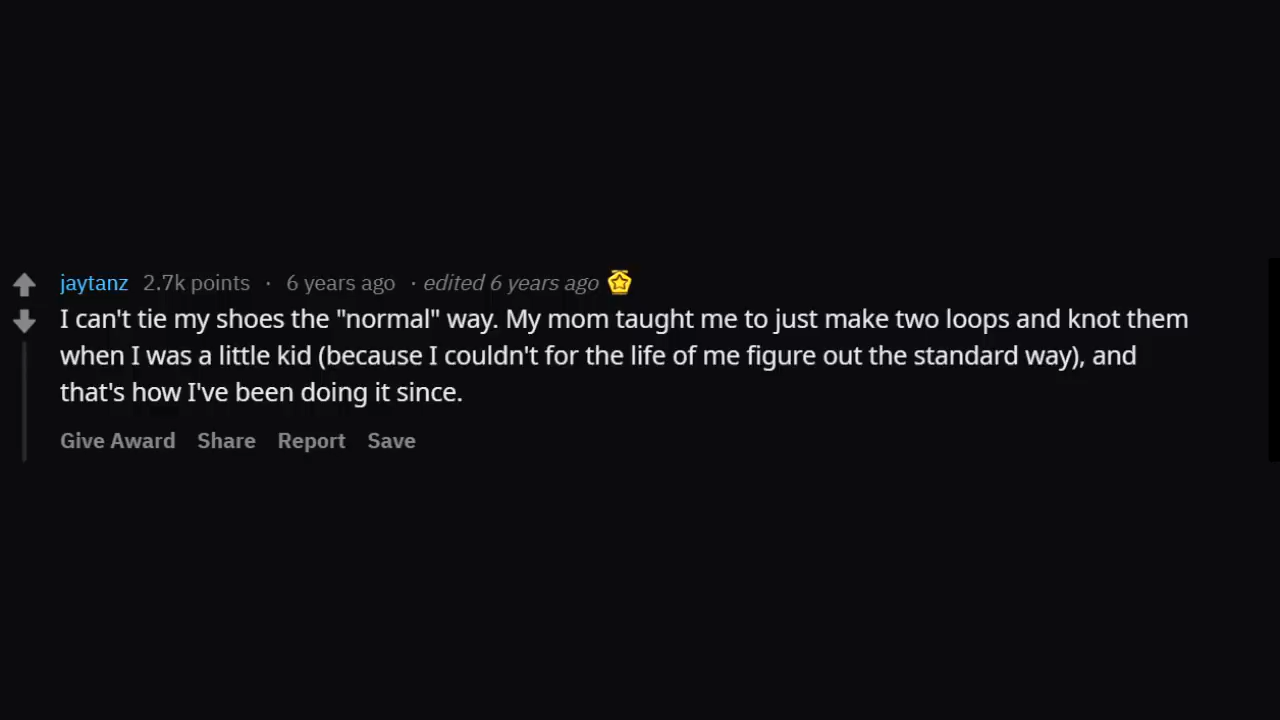 jaytanz 2.7k points · 6 years ago · edited 6 years ago
I can't tie my shoes the "normal" way. My mom taught me to just make two loops and knot them
when I was a little kid (because I couldn't for the life of me figure out the standard way), and
that's how I've been doing it since.
Give Award Share Report Save